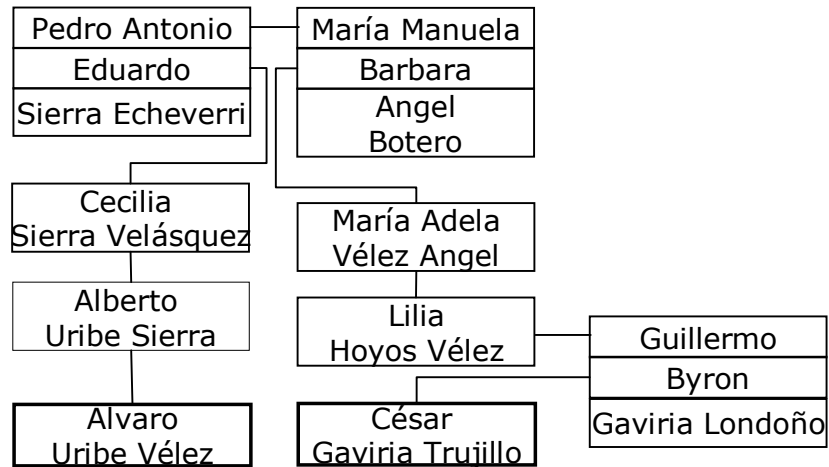 Pedro Antonio
Eduardo
Sierra Echeverri
María Manuela
Barbara
Angel
Botero
Cecilia
Sierra Velásquez
María Adela
Vélez Angel
Alberto
Uribe Sierra
Lilia
Hoyos Vélez
Guillermo
Byron
Gaviria Londoño
Alvaro
Uribe Vélez
César
Gaviria Trujillo